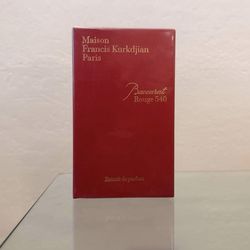 Maison
Francis Kurkdjian
Paris
Baccarat
Rouge 540
Extrait de parfum